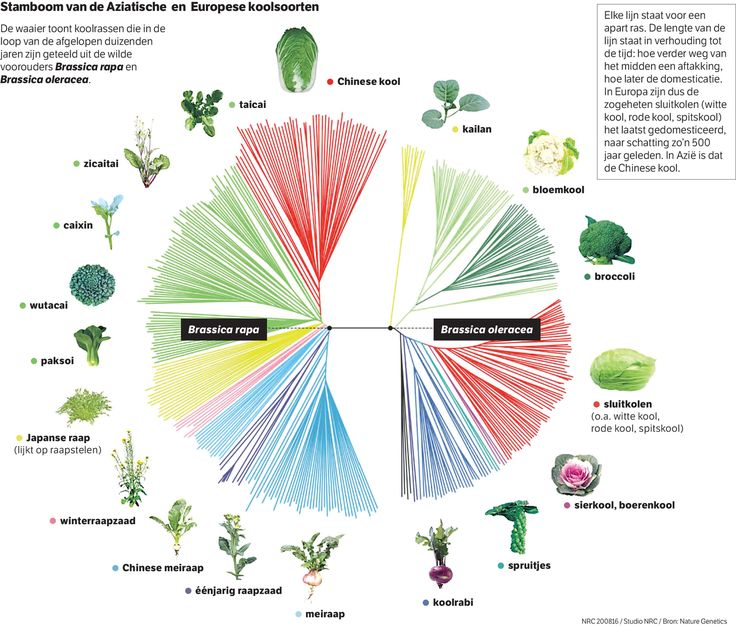 Stamboom van de Aziatische en Europese koolsoorten
De waaier toont koolrassen die in de
loop van de afgelopen duizenden
jaren zijn geteeld uit de wilde
voorouders Brassica rapa en
Brassica oleracea.
Elke lijn staat voor een
apart ras. De lengte van de
lijn staat in verhouding tot
de tijd: hoe verder weg van
het midden een aftakking,
hoe later de domesticatie.
In Europa zijn dus de
zogeheten sluitkolen (witte
kool, rode kool, spitskool)
het laatst gedomesticeerd,
naar schatting zo'n 500
jaar geleden. In Azië is dat
de Chinese kool.
Chinese kool
taicai
kailan
zicaitai
bloemkool
caixin
broccoli
wutacai
Brassica rapa
Brassica oleracea
paksoi
sluitkolen
(o.a. witte kool,
rode kool, spitskool)
Japanse raap
(lijkt op raapstelen)
sierkool, boerenkool
winterraapzaad
spruitjes
Chinese meiraap
éénjarig raapzaad
koolrabi
meiraap
NRC 200816 / Studio NRC / Bron: Nature Genetics